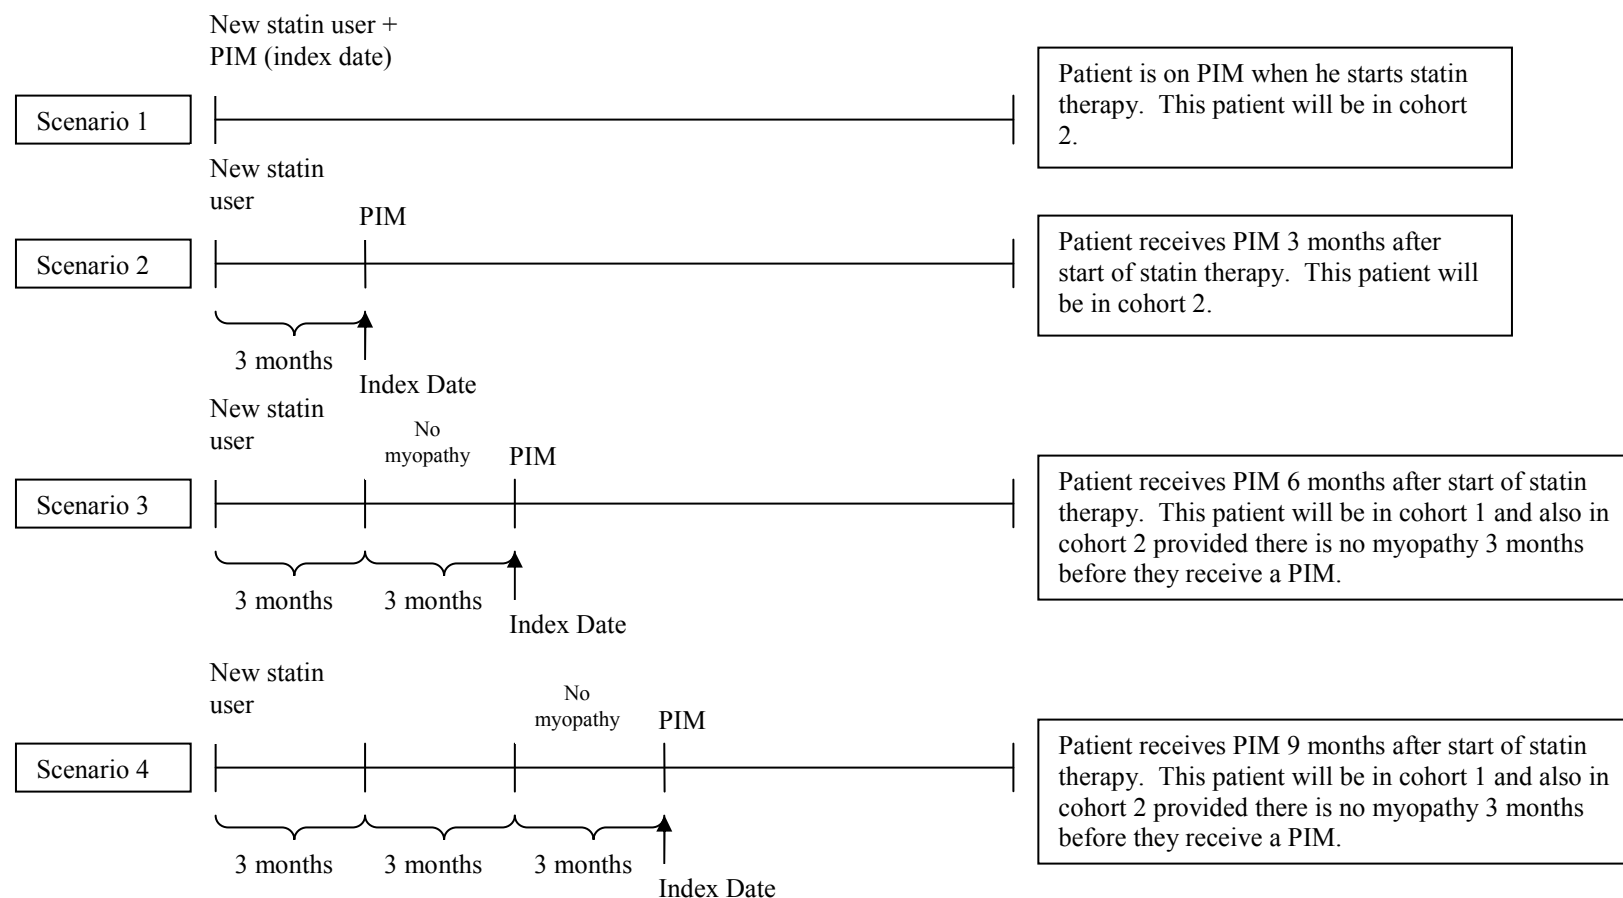 New statin user +
PIM (index date)
Scenario 1
Patient is on PIM when he starts statin
therapy.  This patient will be in cohort
2.
New statin
user
PIM
Scenario 2
Patient receives PIM 3 months after
start of statin therapy.  This patient will
be in cohort 2.
3 months
Index Date
New statin
user
No
myopathy
PIM
Scenario 3
Patient receives PIM 6 months after start of statin
therapy.  This patient will be in cohort 1 and also in
cohort 2 provided there is no myopathy 3 months
before they receive a PIM.
3 months
3 months
Index Date
New statin
user
No
myopathy
PIM
Scenario 4
Patient receives PIM 9 months after start of statin
therapy.  This patient will be in cohort 1 and also in
cohort 2 provided there is no myopathy 3 months
before they receive a PIM.
3 months
3 months
3 months
Index Date